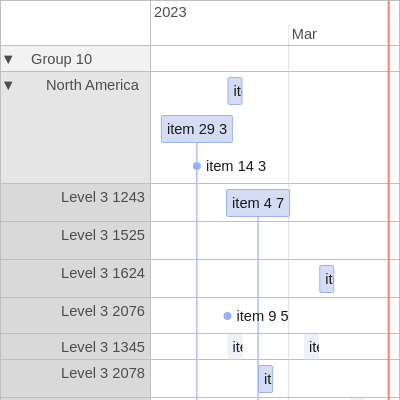 2023
Mar
▼ Group 10
▼ North America
it
item 29 3
item 14 3
Level 3 1243
item 4 7
Level 3 1525
Level 3 1624
it
Level 3 2076
item 9 5
Level 3 1345
ite
ite
Level 3 2078
it